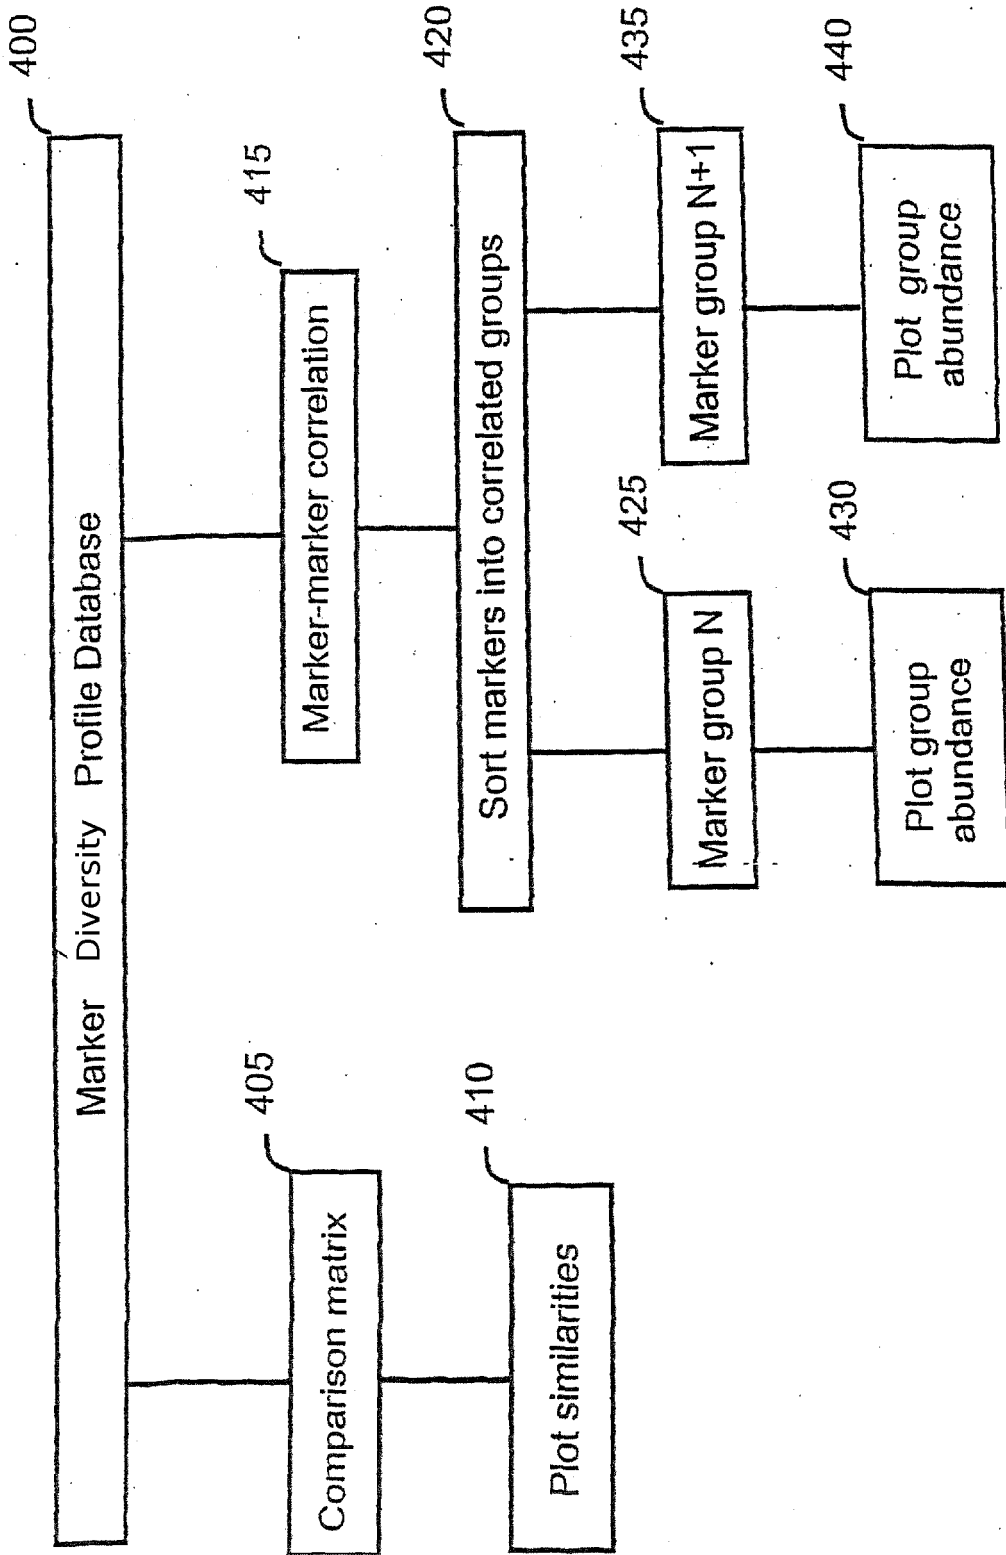 400
Marker Diversity Profile Database
405
Comparison matrix
410
Plot similarities
415
Marker-marker correlation
420
Sort markers into correlated groups
425
Marker group N
430
Plot group
abundance
435
Marker group N+1
440
Plot group
abundance